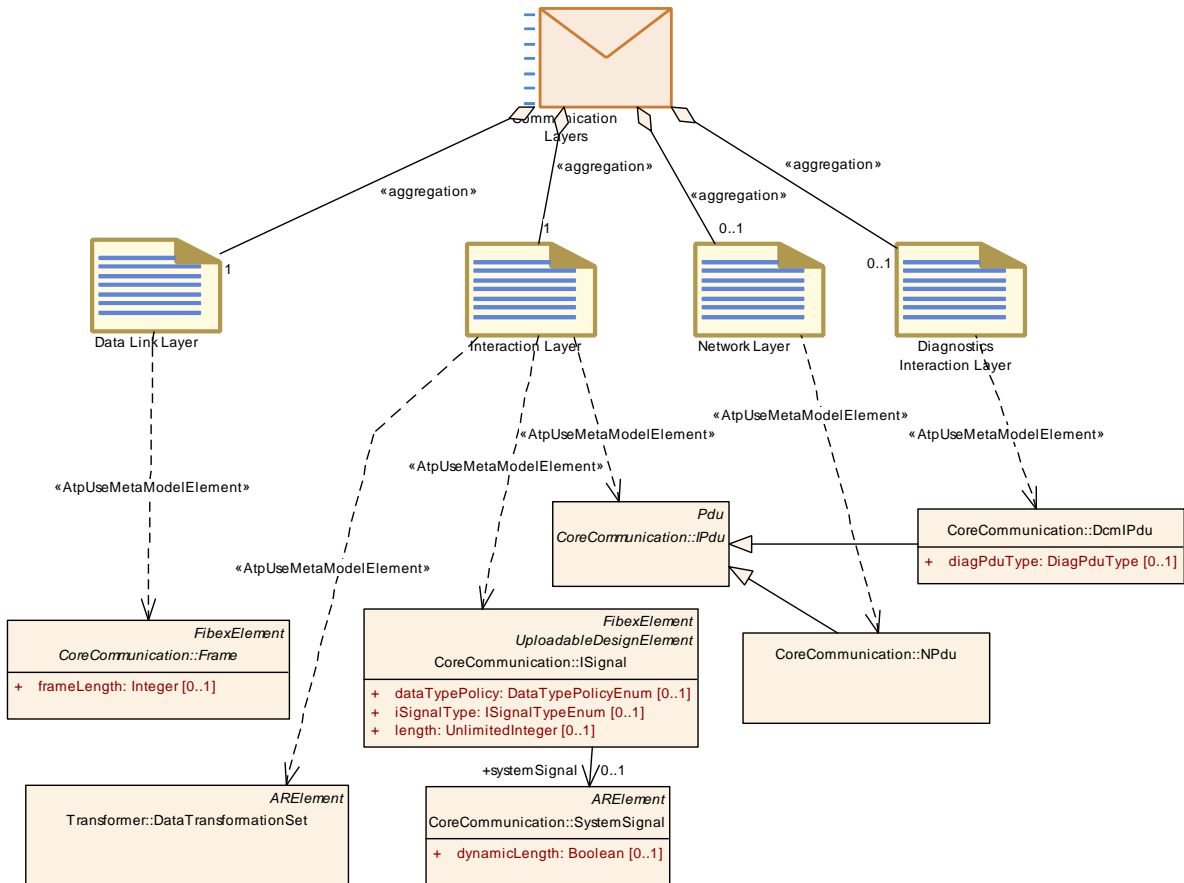 Communication
Layers
«aggregation»
«aggregation»
«aggregation»
«aggregation»
1
1
0..1
0..1
Data Link Layer
Interaction Layer
Network Layer
Diagnostics
Interaction Layer
«AtpUseMetaModelElement»
«AtpUseMetaModelElement»
«AtpUseMetaModelElement»
«AtpUseMetaModelElement»
«AtpUseMetaModelElement»
«AtpUseMetaModelElement»
Pdu
CoreCommunication::IPdu
CoreCommunication::DcmIPdu
+ diagPduType: DiagPduType [0..1]
FibexElement
CoreCommunication::Frame
+ frameLength: Integer [0..1]
FibexElement
UploadableDesignElement
CoreCommunication::ISignal
+ dataTypePolicy: DataTypePolicyEnum [0..1]
+ iSignalType: ISignalTypeEnum [0..1]
+ length: UnlimitedInteger [0..1]
CoreCommunication::NPdu
+systemSignal
0..1
ARElement
Transformer::DataTransformationSet
ARElement
CoreCommunication::SystemSignal
+ dynamicLength: Boolean [0..1]